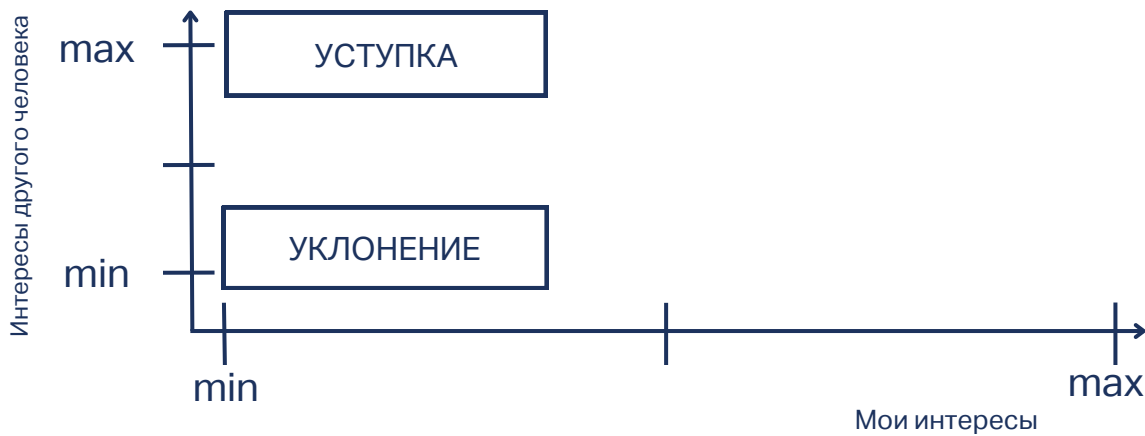 Интересы другого человека
max
УСТУПКА
УКЛОНЕНИЕ
min
min
max
Мои интересы